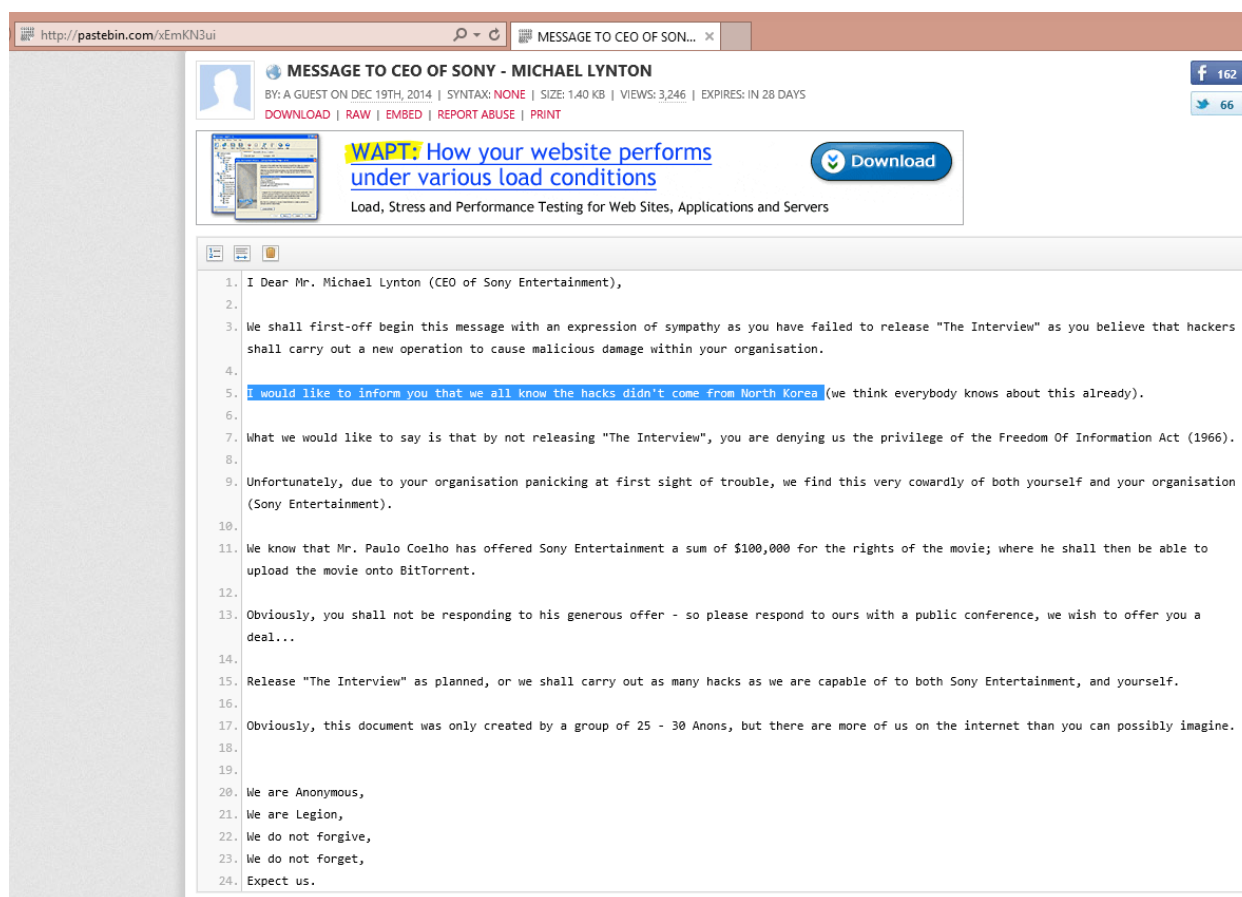 http://pastebin.com/xEmKN3ui
MESSAGE TO CEO OF SON...
MESSAGE TO CEO OF SONY - MICHAEL LYNTON
BY: A GUEST ON DEC 19TH, 2014 | SYNTAX: NONE | SIZE: 1.40 KB | VIEWS: 3,246 | EXPIRES: IN 28 DAYS
DOWNLOAD | RAW | EMBED | REPORT ABUSE | PRINT
162
66
WAPT: How your website performs
under various load conditions
Load, Stress and Performance Testing for Web Sites, Applications and Servers
Download
1. I Dear Mr. Michael Lynton (CEO of Sony Entertainment),
2.
3. We shall first-off begin this message with an expression of sympathy as you have failed to release "The Interview" as you believe that hackers
shall carry out a new operation to cause malicious damage within your organisation.
4.
5. I would like to inform you that we all know the hacks didn't come from North Korea (we think everybody knows about this already).
6.
7. What we would like to say is that by not releasing "The Interview", you are denying us the privilege of the Freedom Of Information Act (1966).
8.
9. Unfortunately, due to your organisation panicking at first sight of trouble, we find this very cowardly of both yourself and your organisation
(Sony Entertainment).
10.
11. We know that Mr. Paulo Coelho has offered Sony Entertainment a sum of $100,000 for the rights of the movie; where he shall then be able to
upload the movie onto BitTorrent.
12.
13. Obviously, you shall not be responding to his generous offer - so please respond to ours with a public conference, we wish to offer you a
deal...
14.
15. Release "The Interview" as planned, or we shall carry out as many hacks as we are capable of to both Sony Entertainment, and yourself.
16.
17. Obviously, this document was only created by a group of 25 - 30 Anons, but there are more of us on the internet than you can possibly imagine.
18.
19.
20. We are Anonymous,
21. We are Legion,
22. We do not forgive,
23. We do not forget,
24. Expect us.